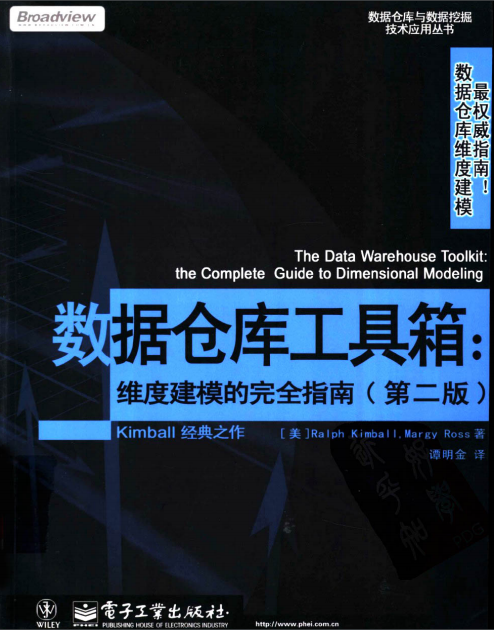 Broadview
数据仓库与数据挖掘
技术应用丛书
数据仓库维度建模
最权威指南!
The Data Warehouse Toolkit:
the Complete Guide to Dimensional Modeling
数据仓库工具箱:
维度建模的完全指南(第二版)
Kimball 经典之作
[美]Ralph Kimball,Margy Ross 著
谭明金 译
WILEY
電子工業出版社·
PUBLISHING HOUSE OF ELECTRONICS INDUSTRY
http://www.phei.com.cn